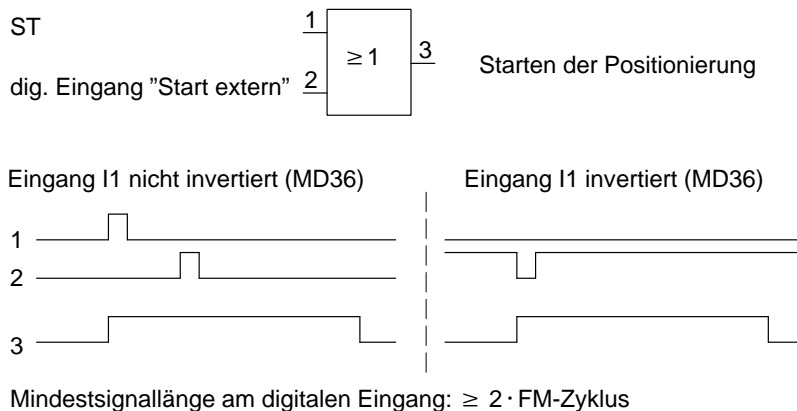 ST
1
≥1
3
Starten der Positionierung
dig. Eingang ”Start extern”
2
Eingang I1 nicht invertiert (MD36)
Eingang I1 invertiert (MD36)
1
2
3
Mindestsignallänge am digitalen Eingang: ≥ 2 · FM-Zyklus